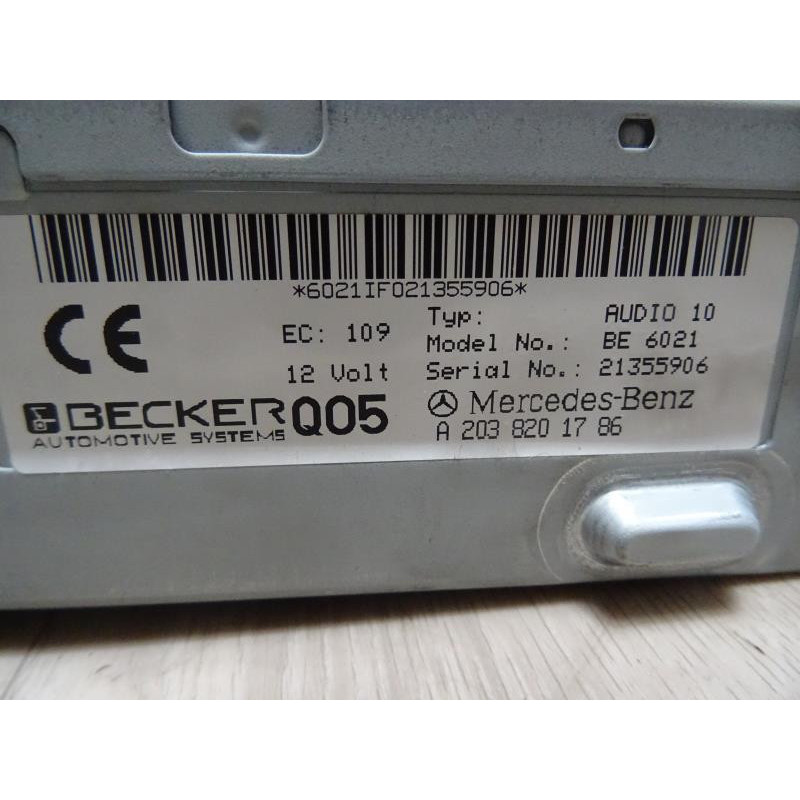 *6021IF021355906*
CE
EC: 109
12 Volt
Typ: AUDIO 10
Model No.: BE 6021
Serial No.: 21355906
BECKER
AUTOMOTIVE SYSTEMS
Q05
Mercedes-Benz
A 203 820 17 86